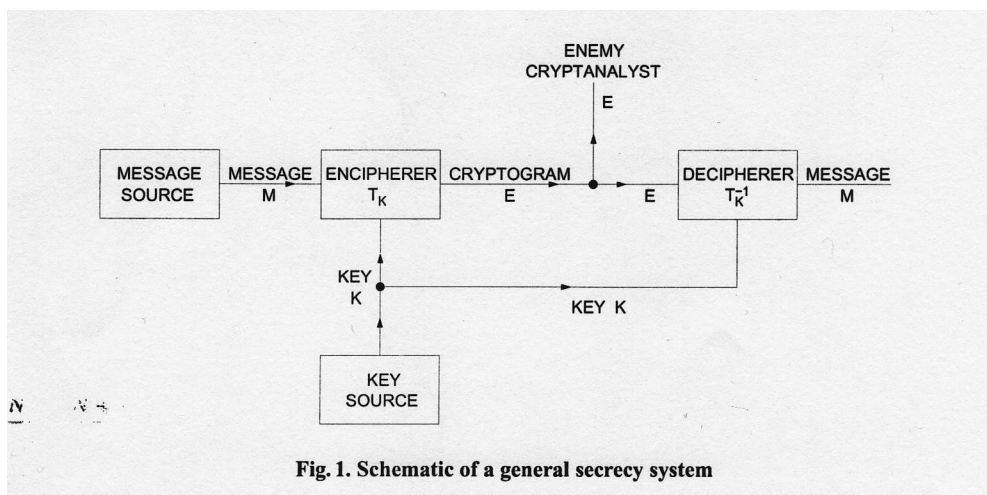 ENEMY
CRYPTANALYST
E
MESSAGE
SOURCE
MESSAGE
M
ENCIPHERER
T_K
CRYPTOGRAM
E
E
DECIPHERER
T_K^-1
MESSAGE
M
KEY
K
KEY K
KEY
SOURCE
N
Fig. 1. Schematic of a general secrecy system